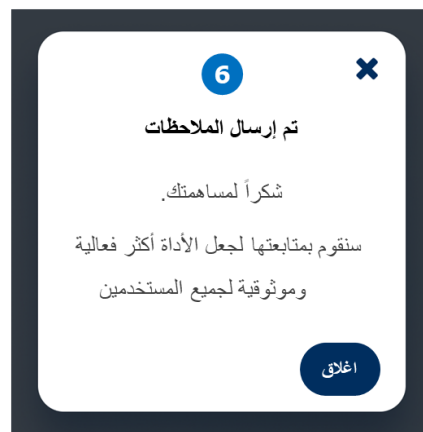 6
تم إرسال الملاحظات
شكراً لمساهمتك.
سنقوم بمتابعتها لجعل الأداة أكثر فعالية
وموثوقية لجميع المستخدمين
اغلاق